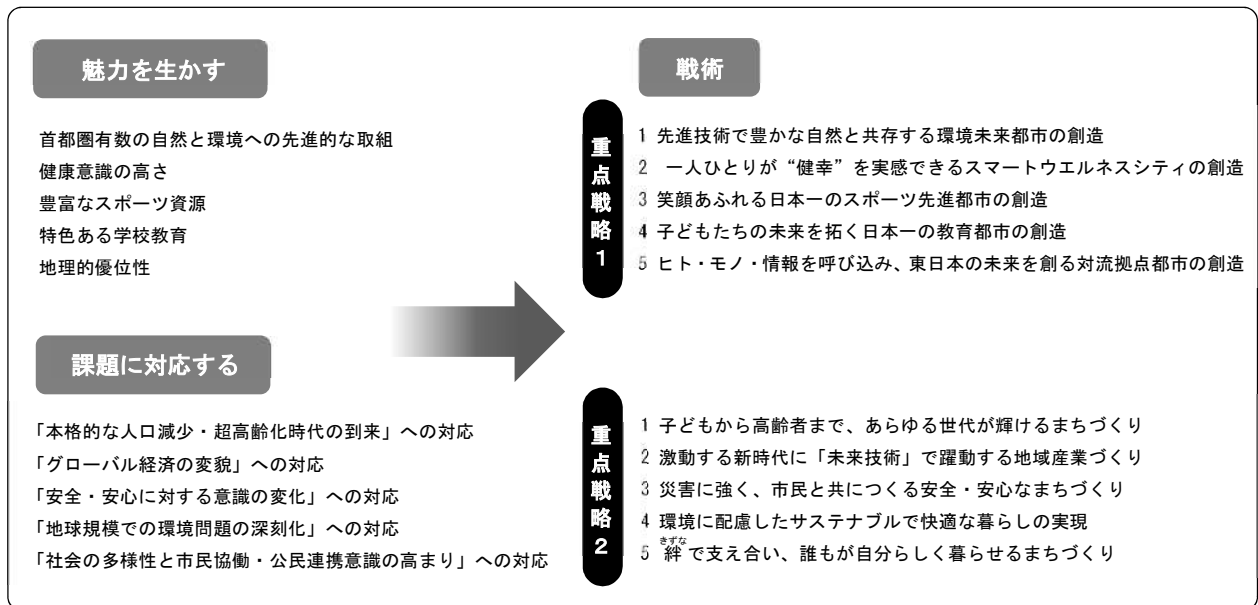 魅力を生かす
首都圏有数の自然と環境への先進的な取組
健康意識の高さ
豊富なスポーツ資源
特色ある学校教育
地理的優位性
課題に対応する
「本格的な人口減少・超高齢化時代の到来」への対応
「グローバル経済の変貌」への対応
「安全・安心に対する意識の変化」への対応
「地球規模での環境問題の深刻化」への対応
「社会の多様性と市民協働・公民連携意識の高まり」への対応
戦術
重点戦略1
1 先進技術で豊かな自然と共存する環境未来都市の創造
2 一人ひとりが“健幸”を実感できるスマートウエルネスシティの創造
3 笑顔あふれる日本一のスポーツ先進都市の創造
4 子どもたちの未来を拓く日本一の教育都市の創造
5 ヒト・モノ・情報を呼び込み、東日本の未来を創る対流拠点都市の創造
重点戦略2
1 子どもから高齢者まで、あらゆる世代が輝けるまちづくり
2 激動する新時代に「未来技術」で躍動する地域産業づくり
3 災害に強く、市民と共につくる安全・安心なまちづくり
4 環境に配慮したサステナブルで快適な暮らしの実現
きずな
5 絆で支え合い、誰もが自分らしく暮らせるまちづくり